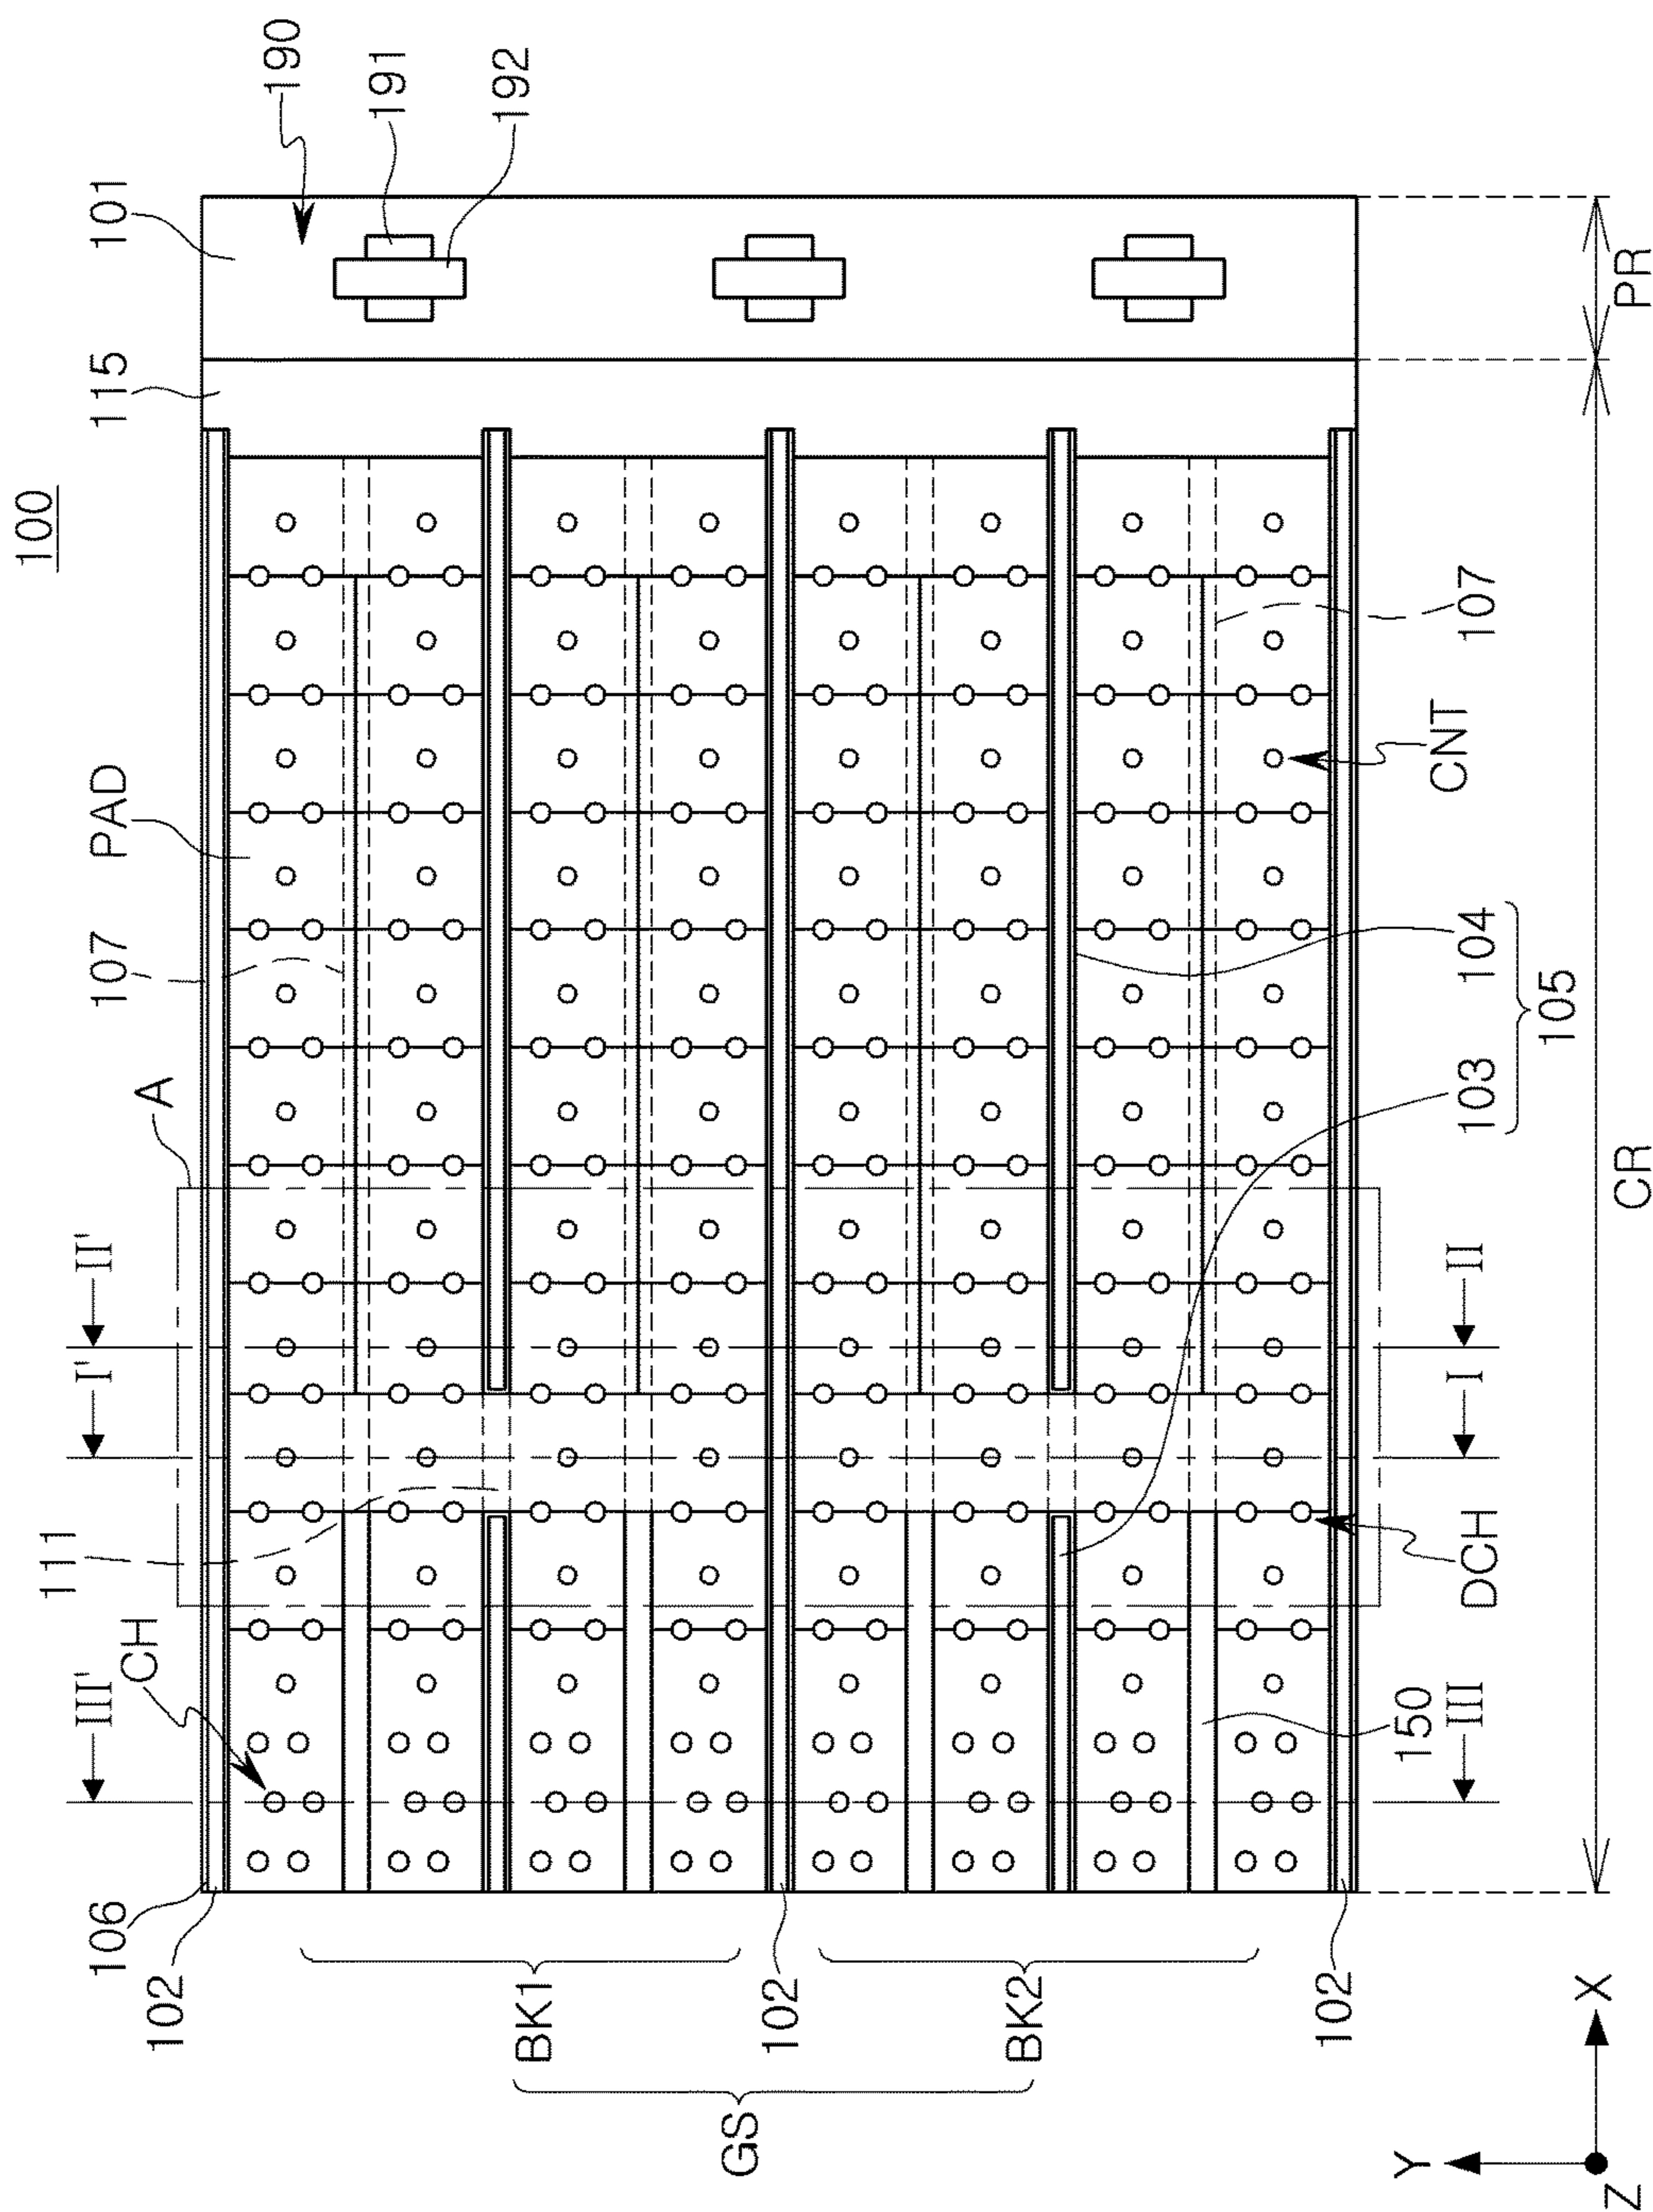 100
190
191
192
101
115
PAD
107
A
II'
I'
111
CH
III'
106
102
BK1
102
BK2
102
GS
107
CNT
104
103
105
II
I
DCH
150
III
PR
CR
X
Y
Z